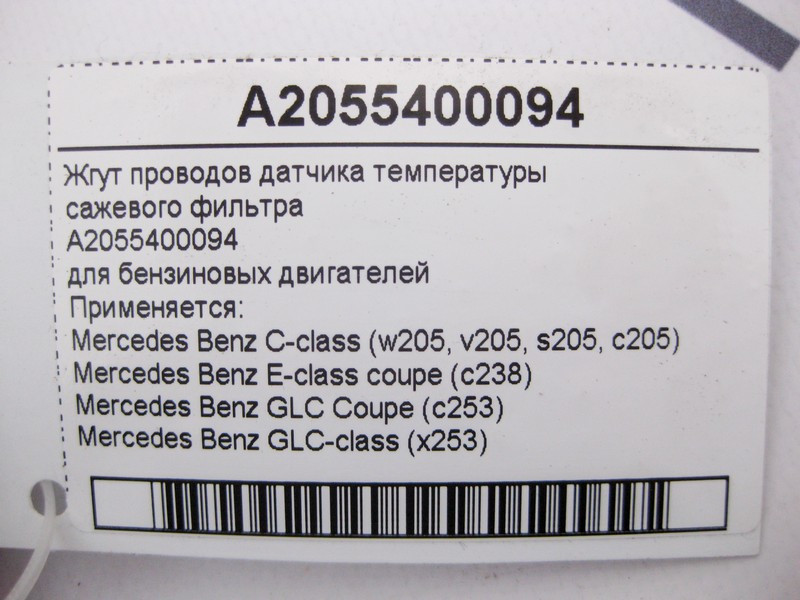 A2055400094
Жгут проводов датчика температуры
сажевого фильтра
A2055400094
для бензиновых двигателей
Применяется:
Mercedes Benz C-class (w205, v205, s205, c205)
Mercedes Benz E-class coupe (c238)
Mercedes Benz GLC Coupe (c253)
Mercedes Benz GLC-class (x253)